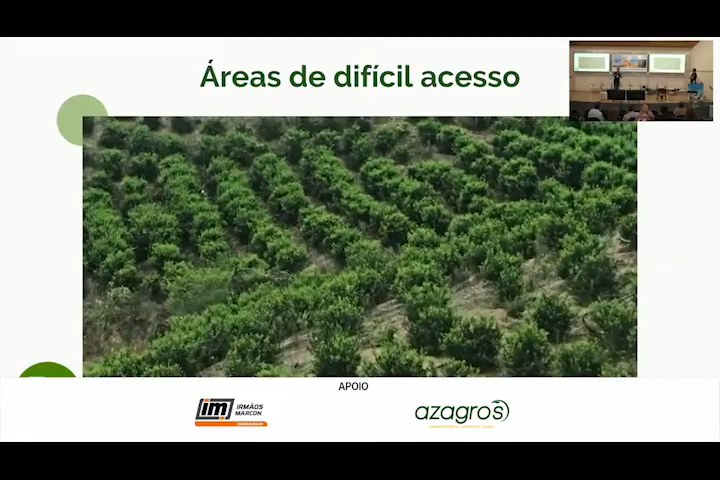 Áreas de difícil acesso
APOIO
im
IRMÃOS
MARCON
azagros